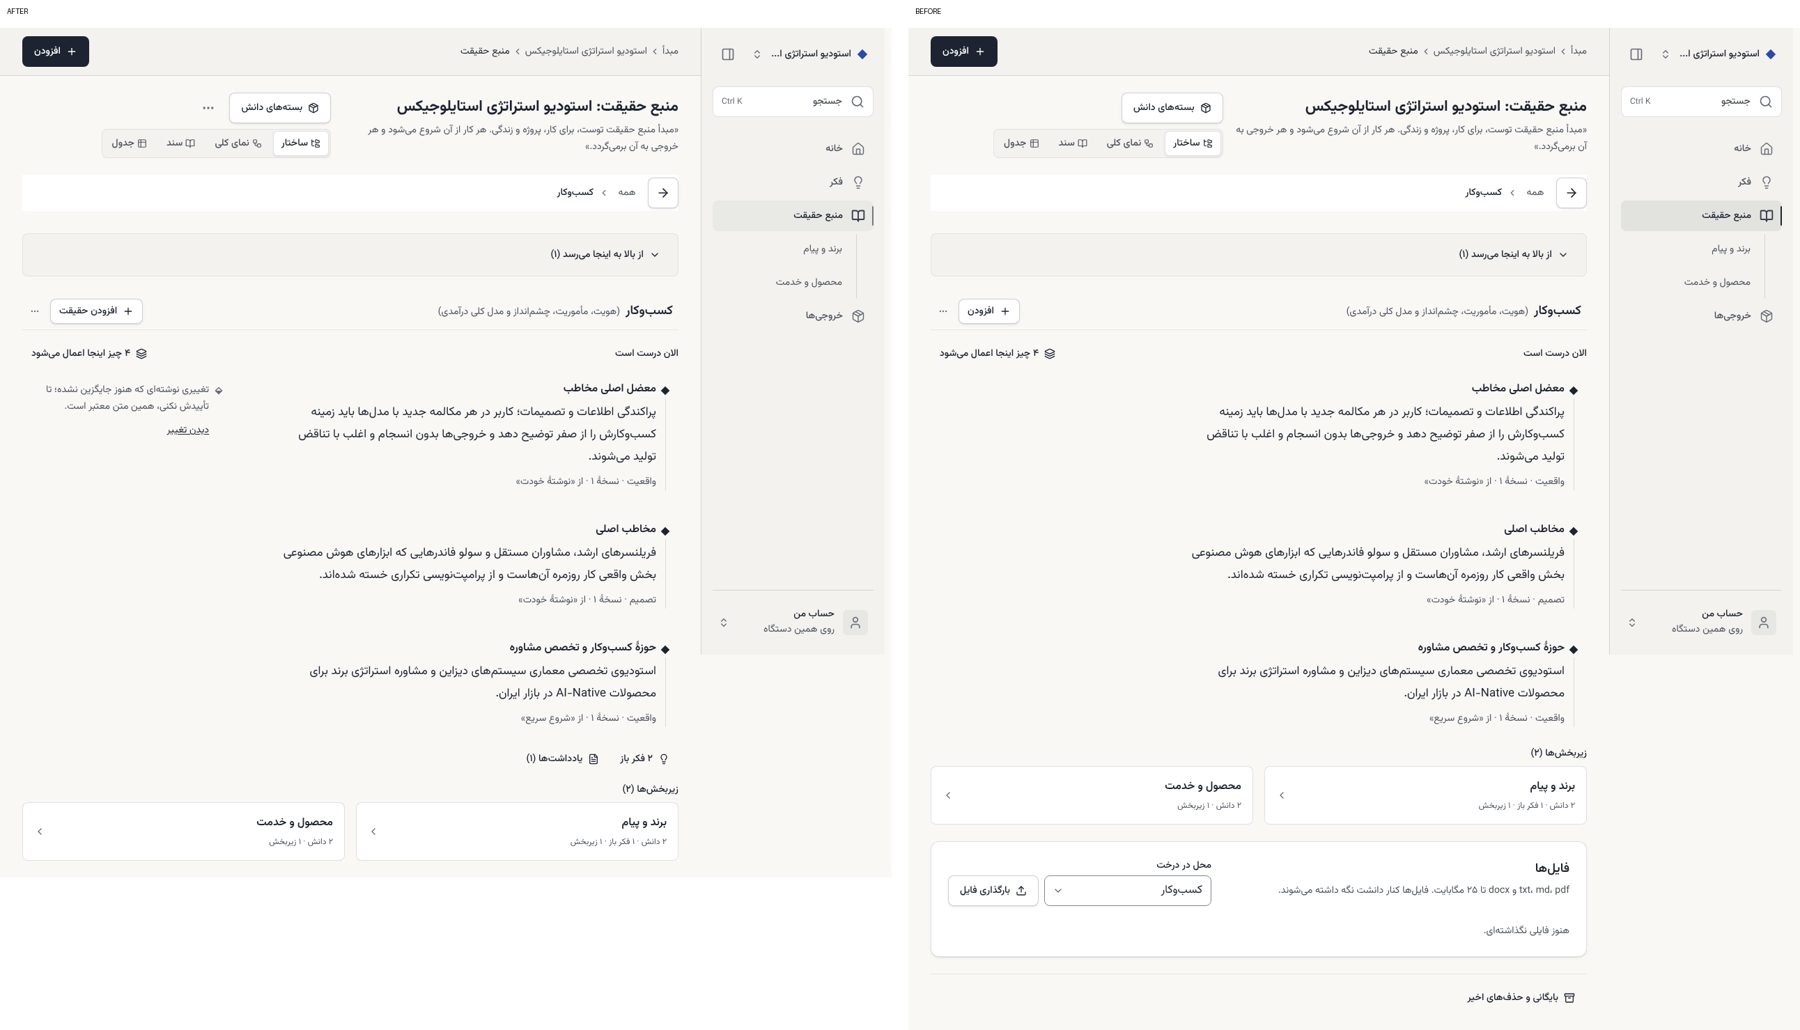 AFTER
استودیو استراتژی ا...
جستجو
Ctrl K
خانه
فکر
منبع حقیقت
برند و پیام
محصول و خدمت
خروجی‌ها
حساب من
روی همین دستگاه
مبدأ › استودیو استراتژی استایلوجیکس › منبع حقیقت
افزودن
منبع حقیقت: استودیو استراتژی استایلوجیکس
«مبدأ منبع حقیقت توست، برای کار، پروژه و زندگی. هر کار از آن شروع می‌شود و هر
خروجی به آن برمی‌گردد.»
بسته‌های دانش
ساختار
نمای کلی
سند
جدول
همه › کسب‌وکار
از بالا به اینجا می‌رسد (۱)
کسب‌وکار (هویت، مأموریت، چشم‌انداز و مدل کلی درآمدی)
افزودن حقیقت
الان درست است
۴ چیز اینجا اعمال می‌شود
معضل اصلی مخاطب
پراکندگی اطلاعات و تصمیمات؛ کاربر در هر مکالمه جدید با مدل‌ها باید زمینه
کسب‌وکارش را از صفر توضیح دهد و خروجی‌ها بدون انسجام و اغلب با تناقض
تولید می‌شوند.
واقعیت · نسخهٔ ۱ · از «نوشتهٔ خودت»
تغییری نوشته‌ای که هنوز جایگزین نشده؛ تا
تأییدش نکنی، همین متن معتبر است.
دیدن تغییر
مخاطب اصلی
فریلنسرهای ارشد، مشاوران مستقل و سولو فاندرهایی که ابزارهای هوش مصنوعی
بخش واقعی کار روزمره آن‌هاست و از پرامپت‌نویسی تکراری خسته شده‌اند.
تصمیم · نسخهٔ ۱ · از «نوشتهٔ خودت»
حوزهٔ کسب‌وکار و تخصص مشاوره
استودیوی تخصصی معماری سیستم‌های دیزاین و مشاوره استراتژی برند برای
محصولات AI-Native در بازار ایران.
واقعیت · نسخهٔ ۱ · از «شروع سریع»
۲ فکر باز
یادداشت‌ها (۱)
زیربخش‌ها (۲)
برند و پیام
۲ دانش · ۱ فکر باز · ۱ زیربخش
محصول و خدمت
۲ دانش · ۱ زیربخش
BEFORE
استودیو استراتژی ا...
جستجو
Ctrl K
خانه
فکر
منبع حقیقت
برند و پیام
محصول و خدمت
خروجی‌ها
حساب من
روی همین دستگاه
مبدأ › استودیو استراتژی استایلوجیکس › منبع حقیقت
افزودن
منبع حقیقت: استودیو استراتژی استایلوجیکس
«مبدأ منبع حقیقت توست، برای کار، پروژه و زندگی. هر کار از آن شروع می‌شود و هر خروجی به
آن برمی‌گردد.»
بسته‌های دانش
ساختار
نمای کلی
سند
جدول
همه › کسب‌وکار
از بالا به اینجا می‌رسد (۱)
کسب‌وکار (هویت، مأموریت، چشم‌انداز و مدل کلی درآمدی)
افزودن
الان درست است
۴ چیز اینجا اعمال می‌شود
معضل اصلی مخاطب
پراکندگی اطلاعات و تصمیمات؛ کاربر در هر مکالمه جدید با مدل‌ها باید زمینه
کسب‌وکارش را از صفر توضیح دهد و خروجی‌ها بدون انسجام و اغلب با تناقض
تولید می‌شوند.
واقعیت · نسخهٔ ۱ · از «نوشتهٔ خودت»
مخاطب اصلی
فریلنسرهای ارشد، مشاوران مستقل و سولو فاندرهایی که ابزارهای هوش مصنوعی
بخش واقعی کار روزمره آن‌هاست و از پرامپت‌نویسی تکراری خسته شده‌اند.
تصمیم · نسخهٔ ۱ · از «نوشتهٔ خودت»
حوزهٔ کسب‌وکار و تخصص مشاوره
استودیوی تخصصی معماری سیستم‌های دیزاین و مشاوره استراتژی برند برای
محصولات AI-Native در بازار ایران.
واقعیت · نسخهٔ ۱ · از «شروع سریع»
زیربخش‌ها (۲)
برند و پیام
۲ دانش · ۱ فکر باز · ۱ زیربخش
محصول و خدمت
۲ دانش · ۱ زیربخش
فایل‌ها
txt، md، pdf و docx تا ۲۵ مگابایت. فایل‌ها کنار دانشت نگه داشته می‌شوند.
محل در درخت
کسب‌وکار
بارگذاری فایل
هنوز فایلی نگذاشته‌ای.
بایگانی و حذف‌های اخیر